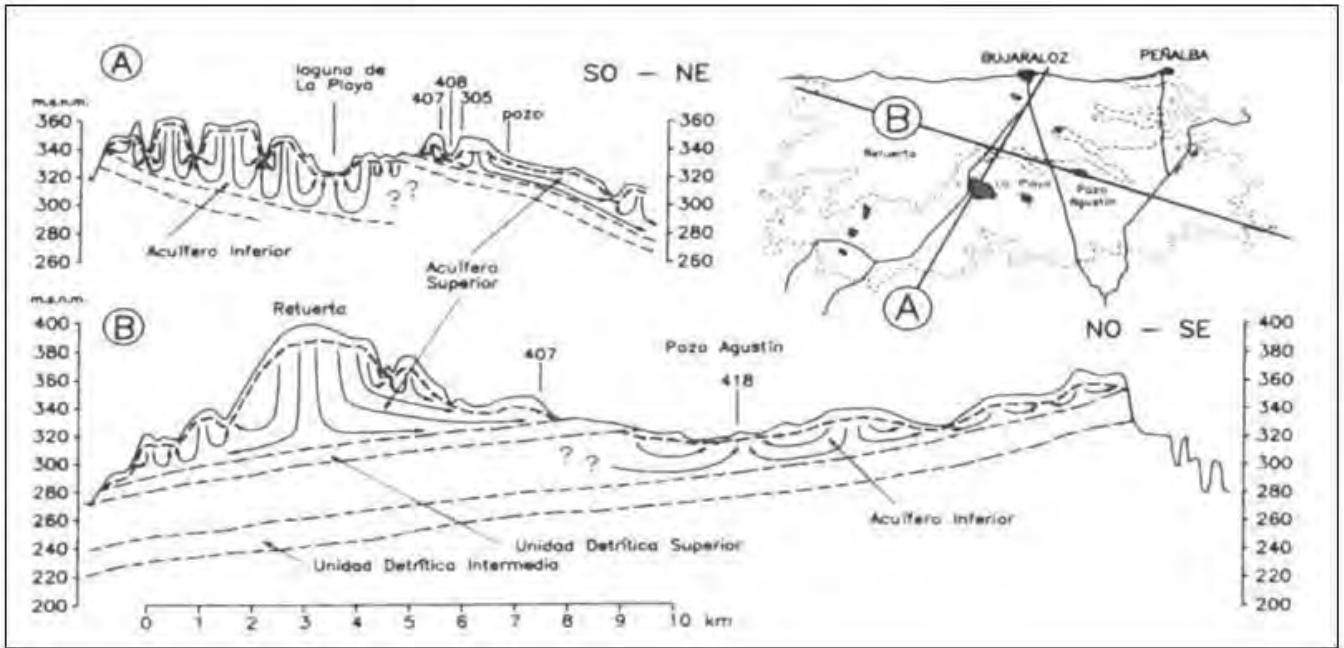 A
laguna de
La Playa
SO - NE
408
407 305
pozo
m.s.n.m.
360
340
320
300
280
260
360
340
320
300
280
260
? ?
Acuífero Inferior
Acuífero
Superior
BUJARALOZ
PEÑALBA
B
Retuerta
La Playa
Pozo
Agustín
A
m.s.n.m.
B
Retuerta
NO - SE
407
Pozo Agustín
418
400
380
360
340
320
300
280
260
240
220
200
400
380
360
340
320
300
280
260
240
220
200
? ?
Acuífero Inferior
Unidad Detrítica Superior
Unidad Detrítica Intermedia
0 1 2 3 4 5 6 7 8 9 10 km